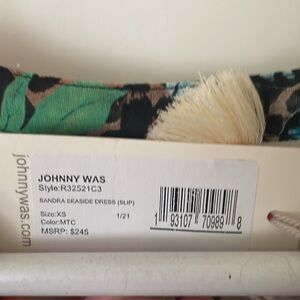 JOHNNY WAS
Style:R32521C3
SANDRA SEASIDE DRESS (SLIP)
Size:XS 1/21
Color:MTC
MSRP: $245
1 93107 70989 8
johnnywas.com